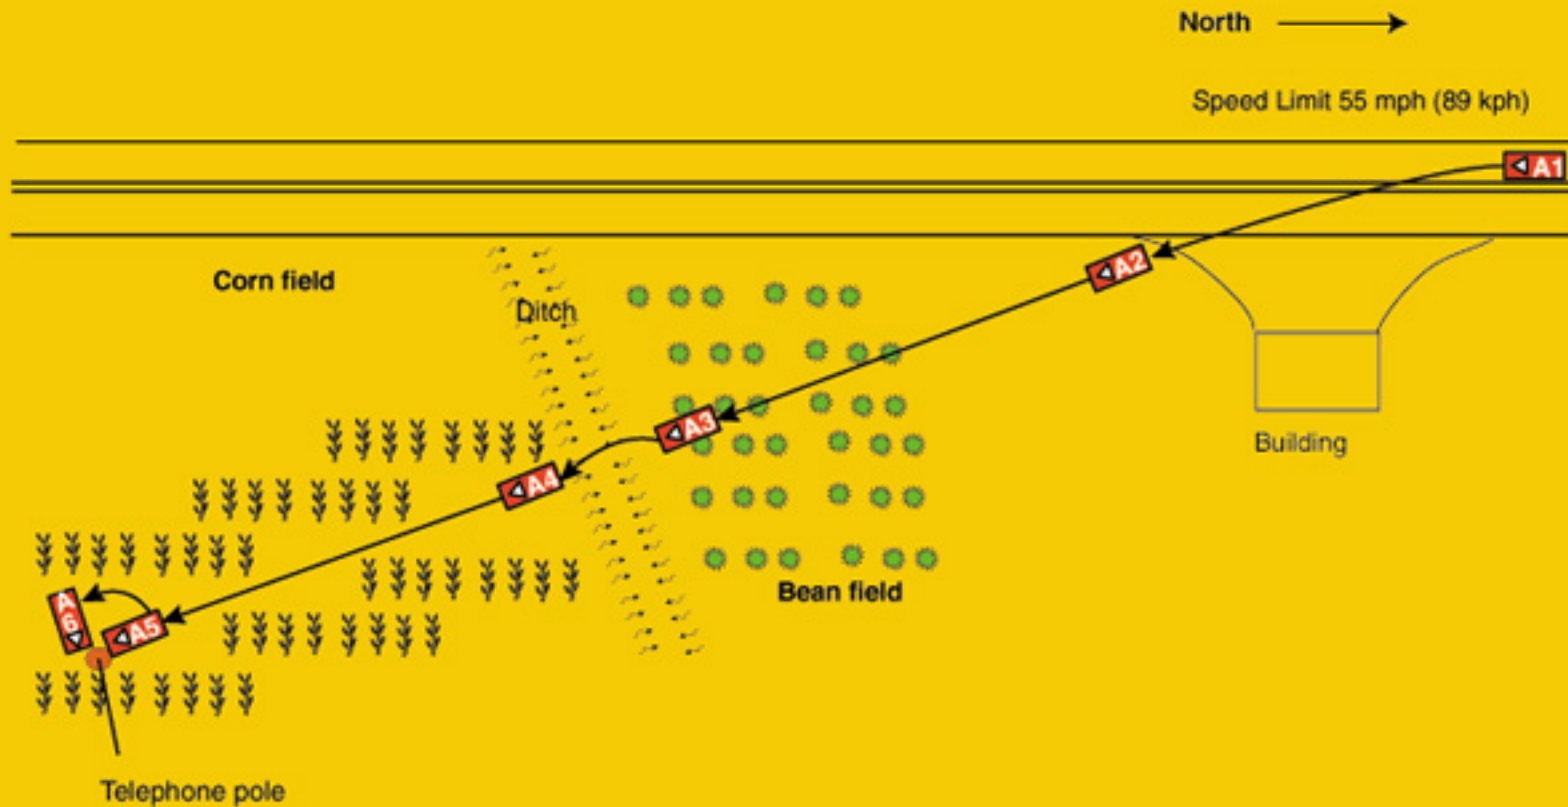 North
Speed Limit 55 mph (89 kph)
A1
A2
Corn field
Ditch
A3
Building
A4
Bean field
A
6
A5
Telephone pole